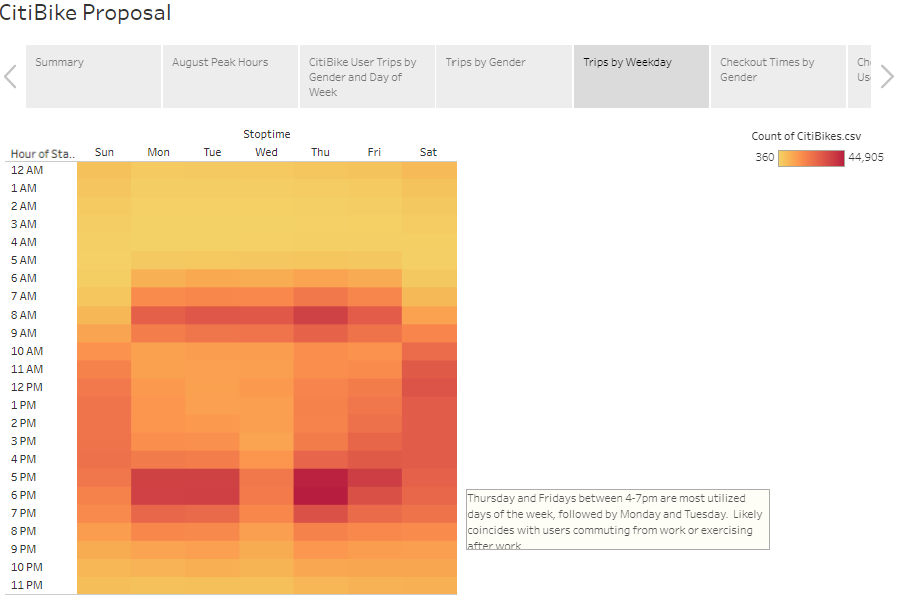 CitiBike Proposal
Summary
August Peak Hours
CitiBike User Trips by
Gender and Day of
Week
Trips by Gender
Trips by Weekday
Checkout Times by
Gender
Ch
Us
Stoptime
Hour of Sta..
Sun Mon Tue Wed Thu Fri Sat
Count of CitiBikes.csv
360 44,905
12 AM
1 AM
2 AM
3 AM
4 AM
5 AM
6 AM
7 AM
8 AM
9 AM
10 AM
11 AM
12 PM
1 PM
2 PM
3 PM
4 PM
5 PM
6 PM
7 PM
8 PM
9 PM
10 PM
11 PM
Thursday and Fridays between 4-7pm are most utilized
days of the week, followed by Monday and Tuesday. Likely
coincides with users commuting from work or exercising
after work